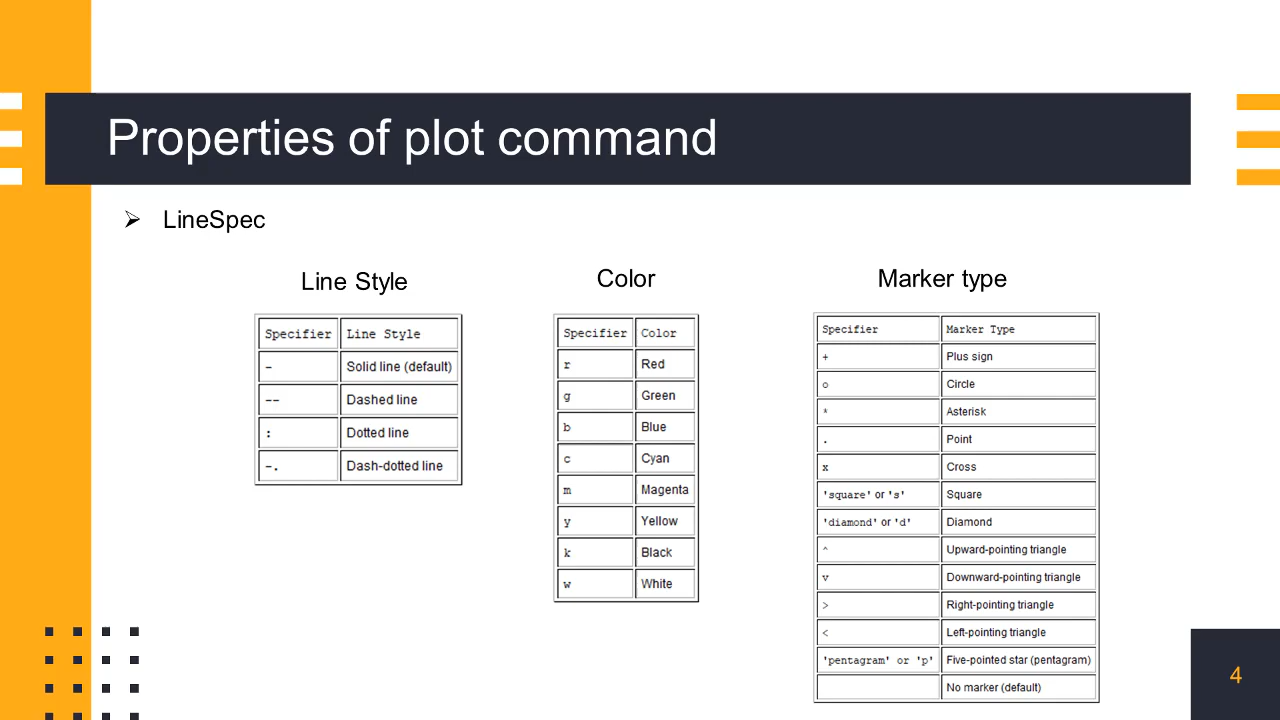 Properties of plot command
➢ LineSpec
Line Style
Specifier Line Style
- Solid line (default)
-- Dashed line
: Dotted line
-. Dash-dotted line
Color
Specifier Color
r Red
g Green
b Blue
c Cyan
m Magenta
y Yellow
k Black
w White
Marker type
Specifier Marker Type
+ Plus sign
o Circle
* Asterisk
. Point
x Cross
'square' or 's' Square
'diamond' or 'd' Diamond
^ Upward-pointing triangle
v Downward-pointing triangle
> Right-pointing triangle
< Left-pointing triangle
'pentagram' or 'p' Five-pointed star (pentagram)
No marker (default)
4